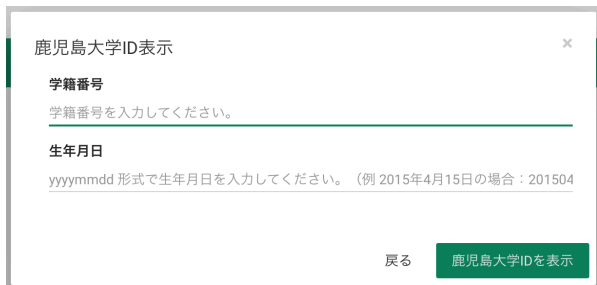 鹿児島大学ID表示
×
学籍番号
学籍番号を入力してください。
生年月日
yyyymmdd 形式で生年月日を入力してください。（例 2015年4月15日の場合：201504
戻る
鹿児島大学IDを表示